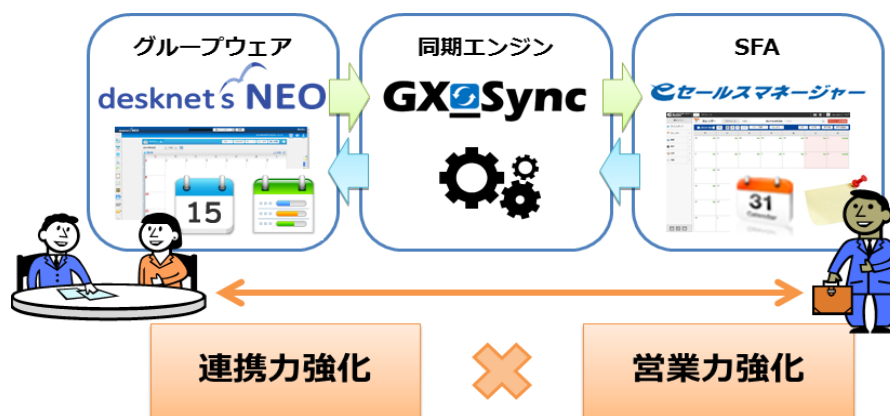 グループウェア
同期エンジン
SFA
desknet's NEO
GX_Sync
eセールスマネージャー
15
31
Calendar
連携力強化
営業力強化